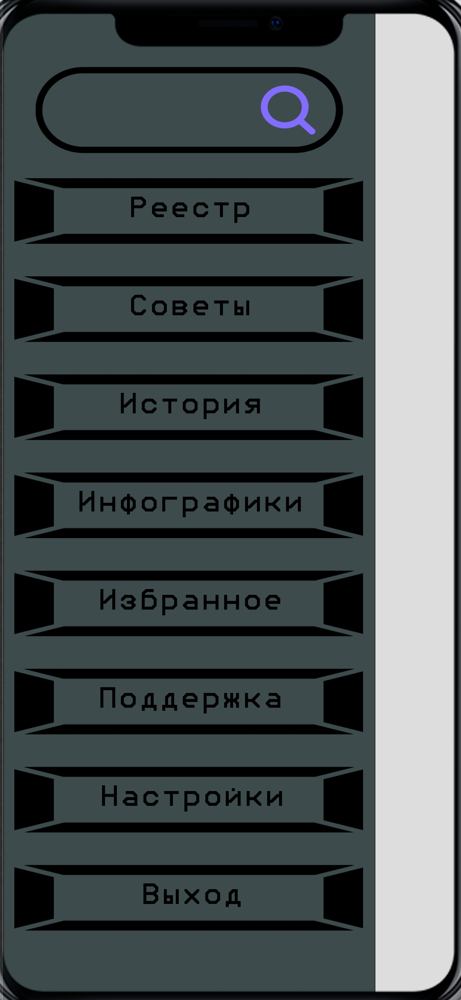 Реестр
Советы
История
Инфографики
Избранное
Поддержка
Настройки
Выход